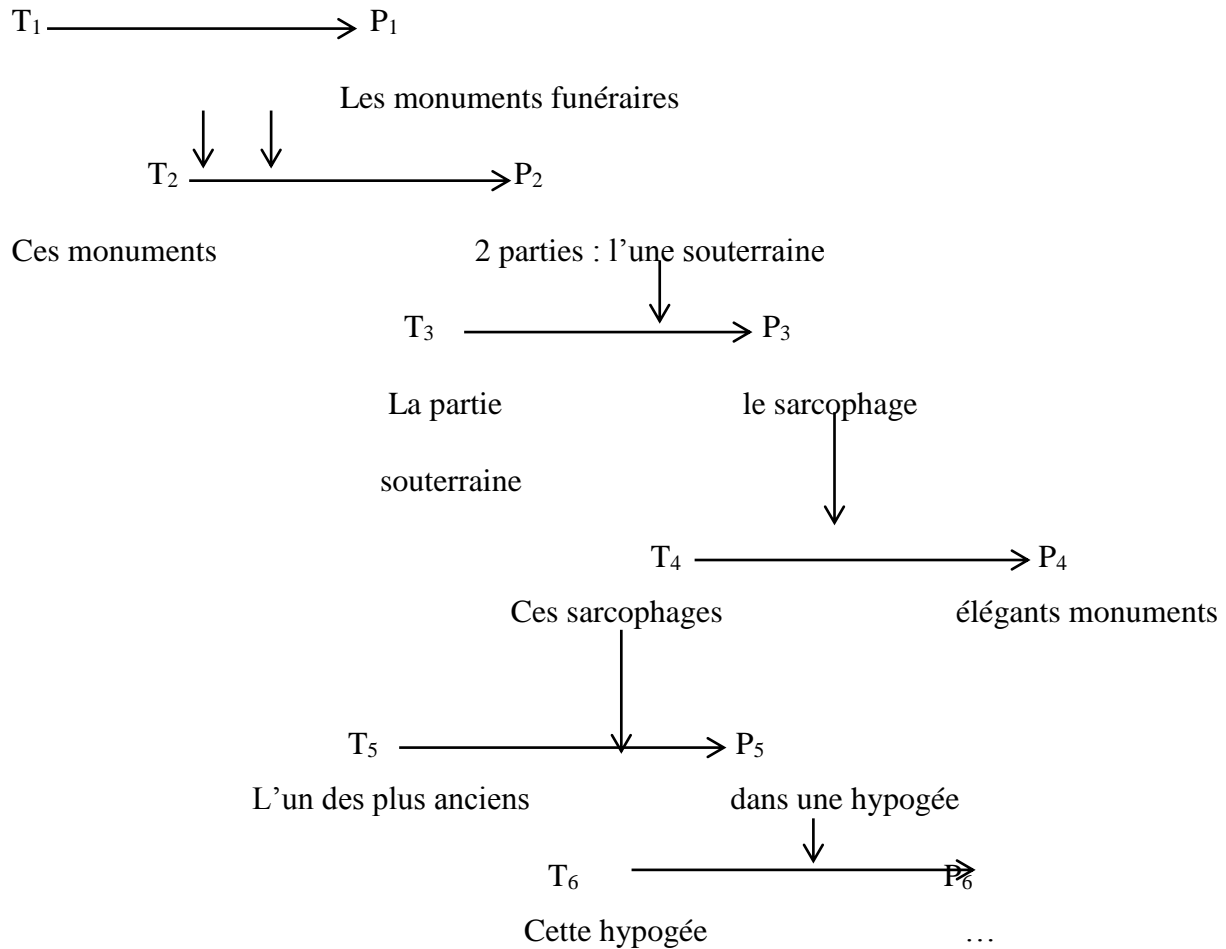 T₁ P₁
Les monuments funéraires
T₂ P₂
Ces monuments 2 parties : l’une souterraine
T₃ P₃
La partie le sarcophage
souterraine
T₄ P₄
Ces sarcophages élégants monuments
T₅ P₅
L’un des plus anciens dans une hypogée
T₆ P₆
Cette hypogée …